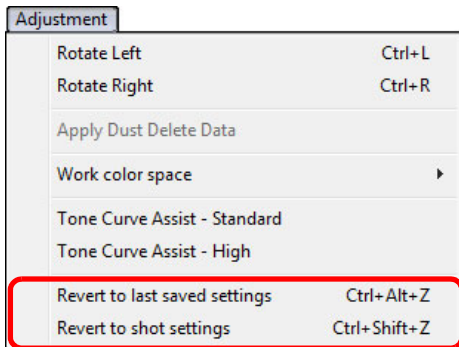 Adjustment
Rotate Left Ctrl+L
Rotate Right Ctrl+R
Apply Dust Delete Data
Work color space
Tone Curve Assist - Standard
Tone Curve Assist - High
Revert to last saved settings Ctrl+Alt+Z
Revert to shot settings Ctrl+Shift+Z